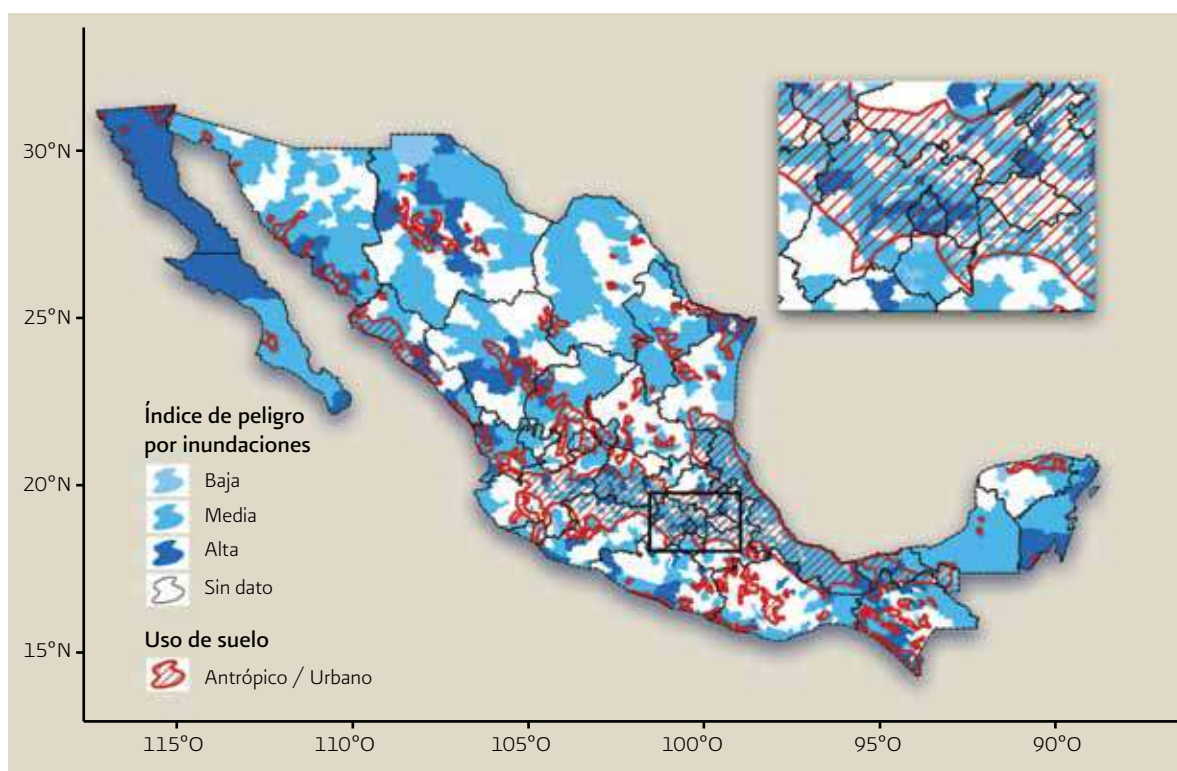 30°N
25°N
20°N
15°N
Índice de peligro
por inundaciones
Baja
Media
Alta
Sin dato
Uso de suelo
Antrópico / Urbano
115°O
110°O
105°O
100°O
95°O
90°O